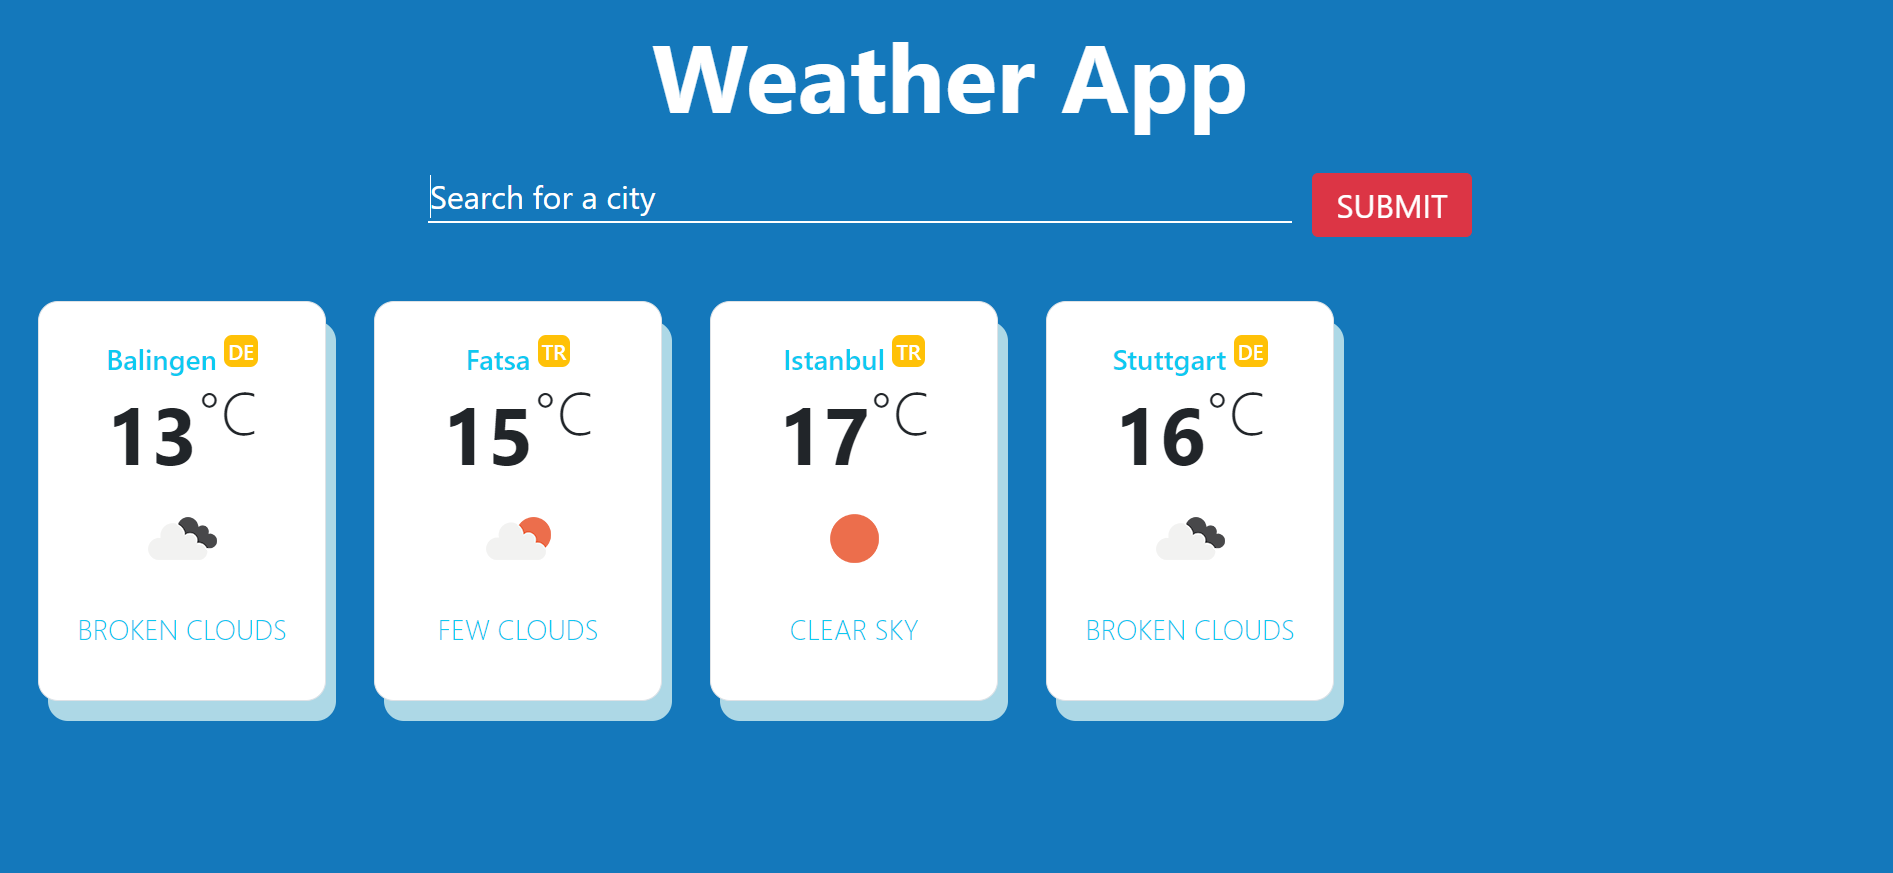 Weather App
Search for a city
SUBMIT
Balingen DE
13°C
BROKEN CLOUDS
Fatsa TR
15°C
FEW CLOUDS
Istanbul TR
17°C
CLEAR SKY
Stuttgart DE
16°C
BROKEN CLOUDS